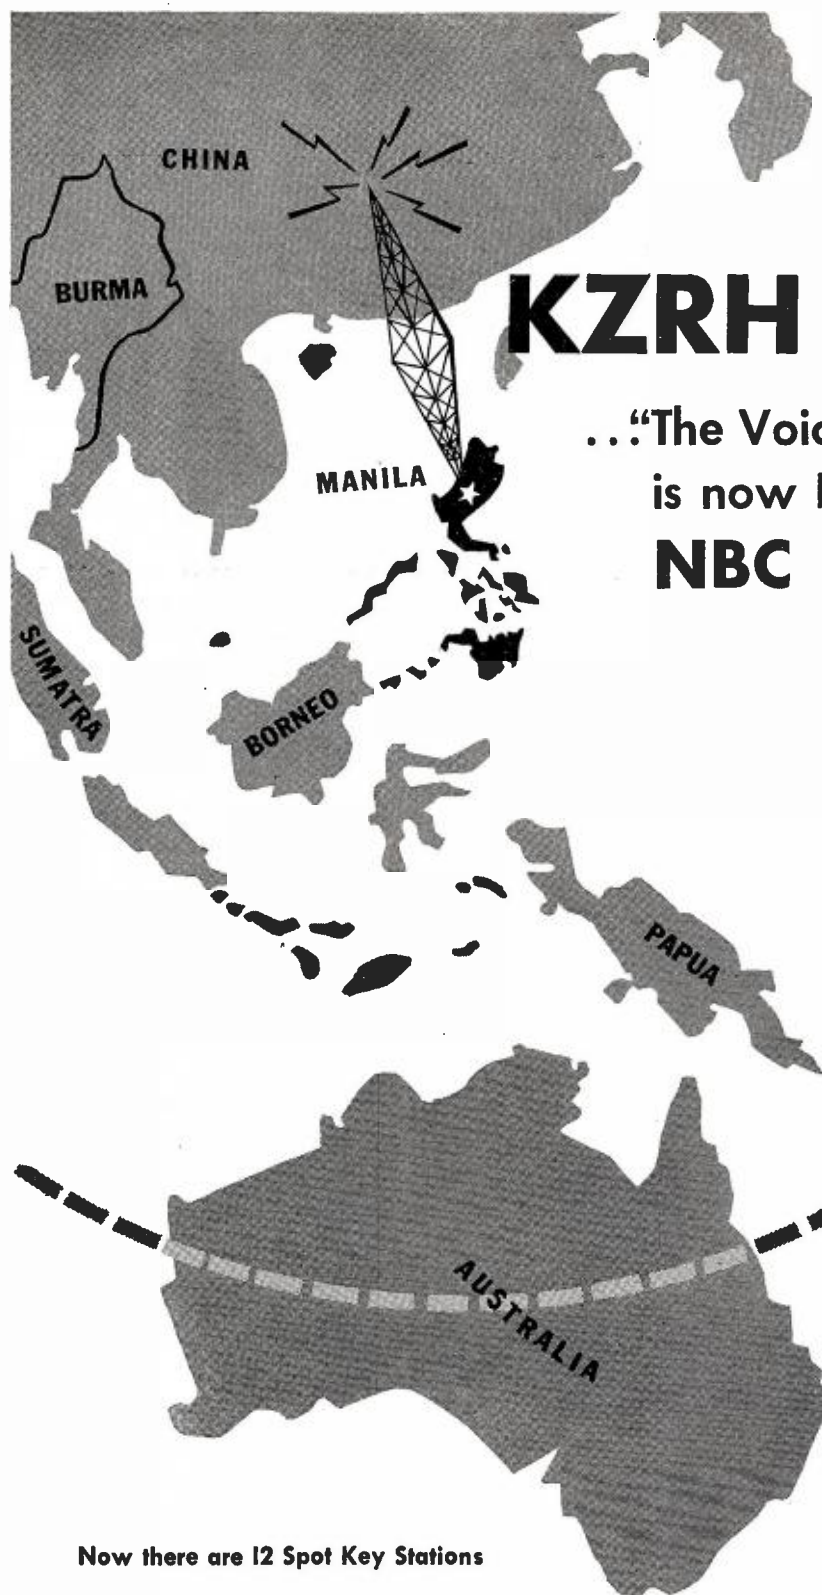 CHINA
BURMA
KZRH
..."The Voic
MANILA
is now
NBC
SUMATRA
BORNEO
PAPUA
AUSTRALIA
Now there are 12 Spot Key Stations